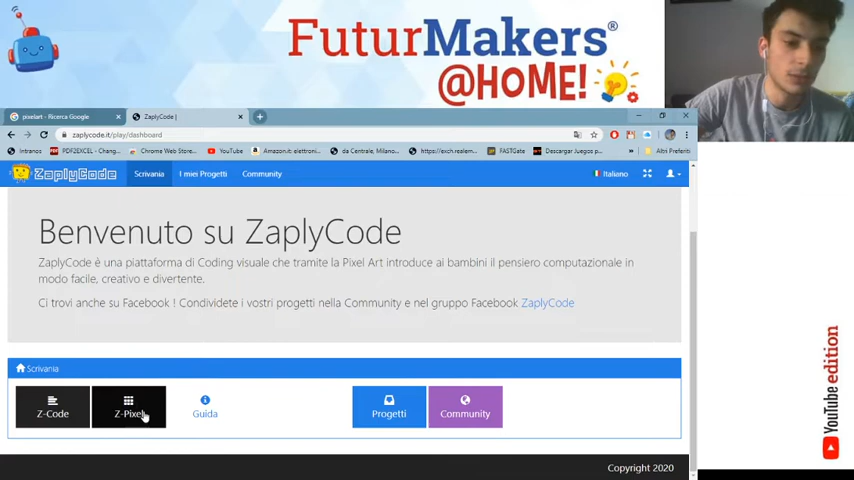 FuturMakers®
@HOME!
pixelart - Ricerca Google
ZaplyCode |
zaplycode.it/play/dashboard
Intranos
PDF2EXCEL - Chang...
Chrome Web Store...
YouTube
Amazon.it: elettroni...
da Centrale, Milano...
https://exch.realem...
FASTGate
Descargar Juegos p...
Altri Preferiti
ZaplyCode
Scrivania
I miei Progetti
Community
Italiano
Benvenuto su ZaplyCode
ZaplyCode è una piattaforma di Coding visuale che tramite la Pixel Art introduce ai bambini il pensiero computazionale in
modo facile, creativo e divertente.
Ci trovi anche su Facebook ! Condividete i vostri progetti nella Community e nel gruppo Facebook ZaplyCode
Scrivania
Z-Code
Z-Pixel
Guida
Progetti
Community
Copyright 2020
YouTube edition